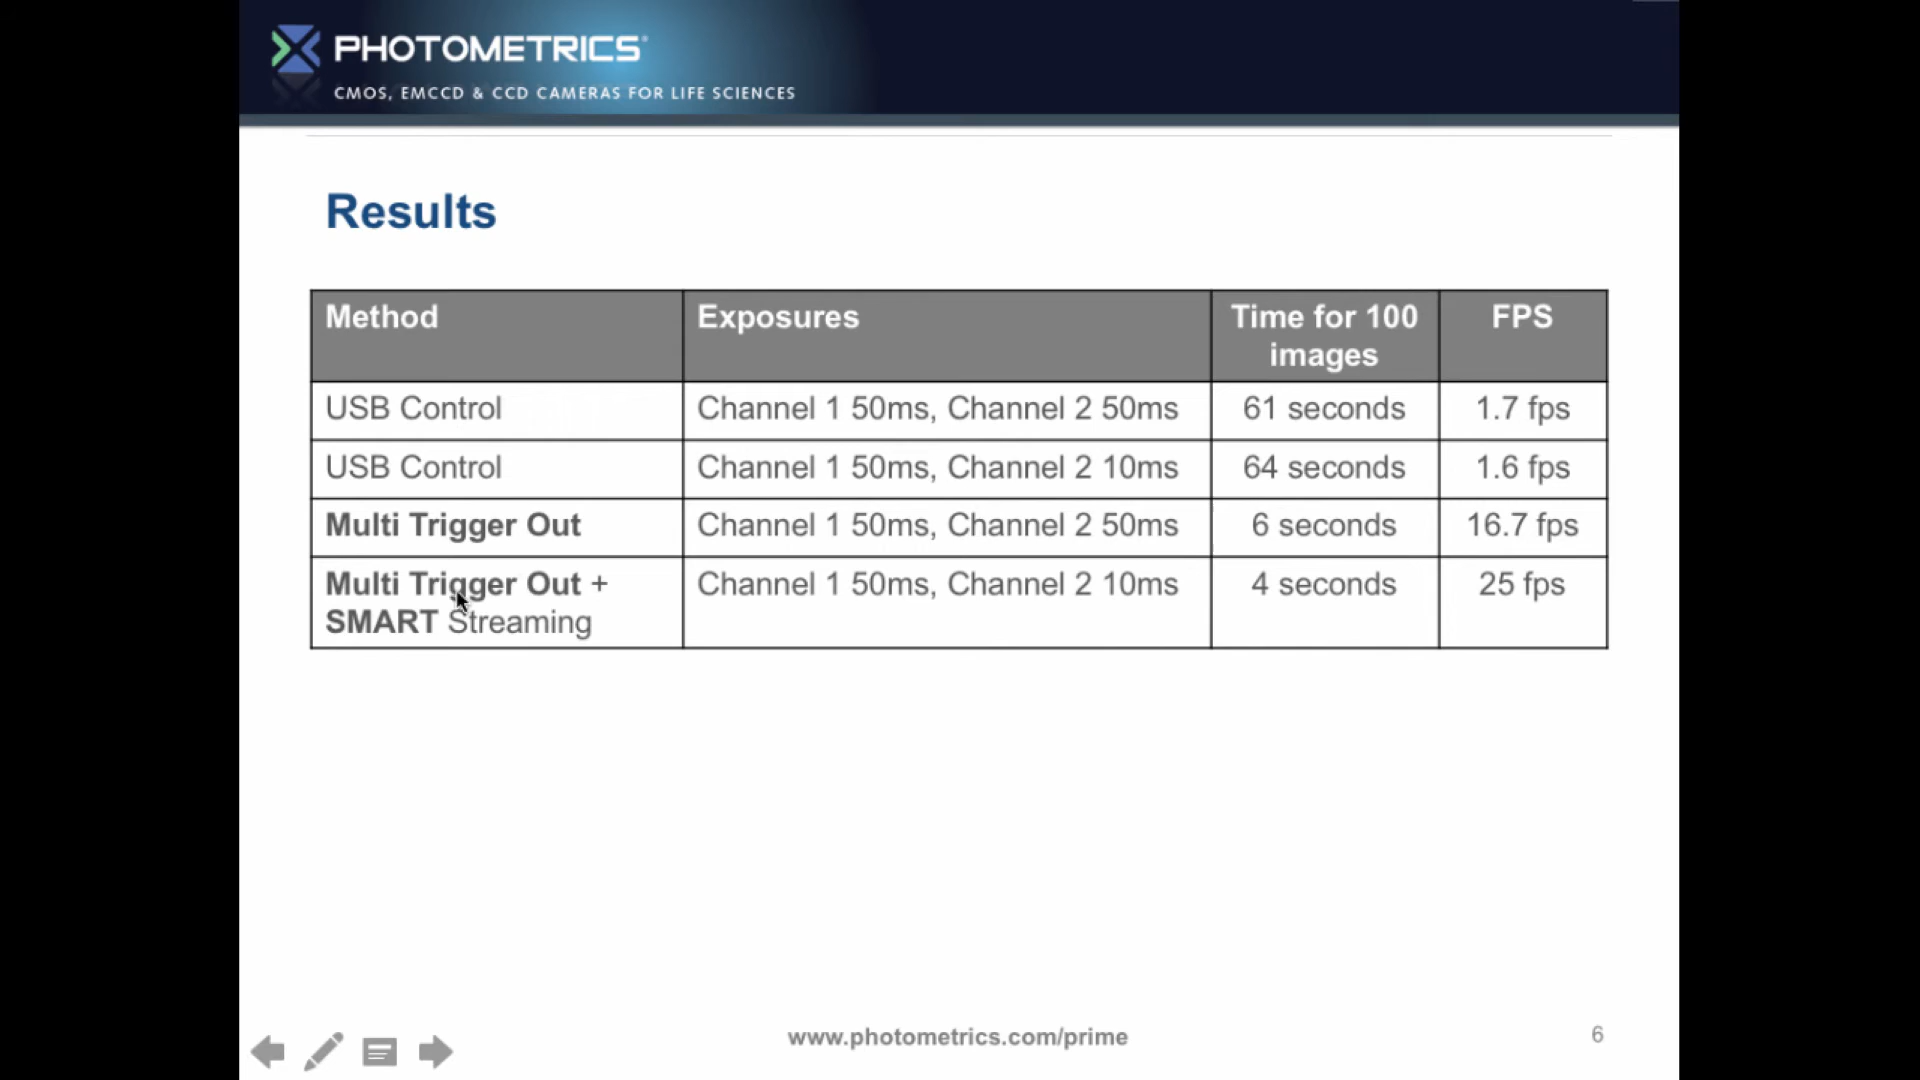 PHOTOMETRICS®
CMOS, EMCCD & CCD CAMERAS FOR LIFE SCIENCES
Results
Method Exposures Time for 100 images FPS
USB Control Channel 1 50ms, Channel 2 50ms 61 seconds 1.7 fps
USB Control Channel 1 50ms, Channel 2 10ms 64 seconds 1.6 fps
Multi Trigger Out Channel 1 50ms, Channel 2 50ms 6 seconds 16.7 fps
Multi Trigger Out + Channel 1 50ms, Channel 2 10ms 4 seconds 25 fps
SMART Streaming
www.photometrics.com/prime
6